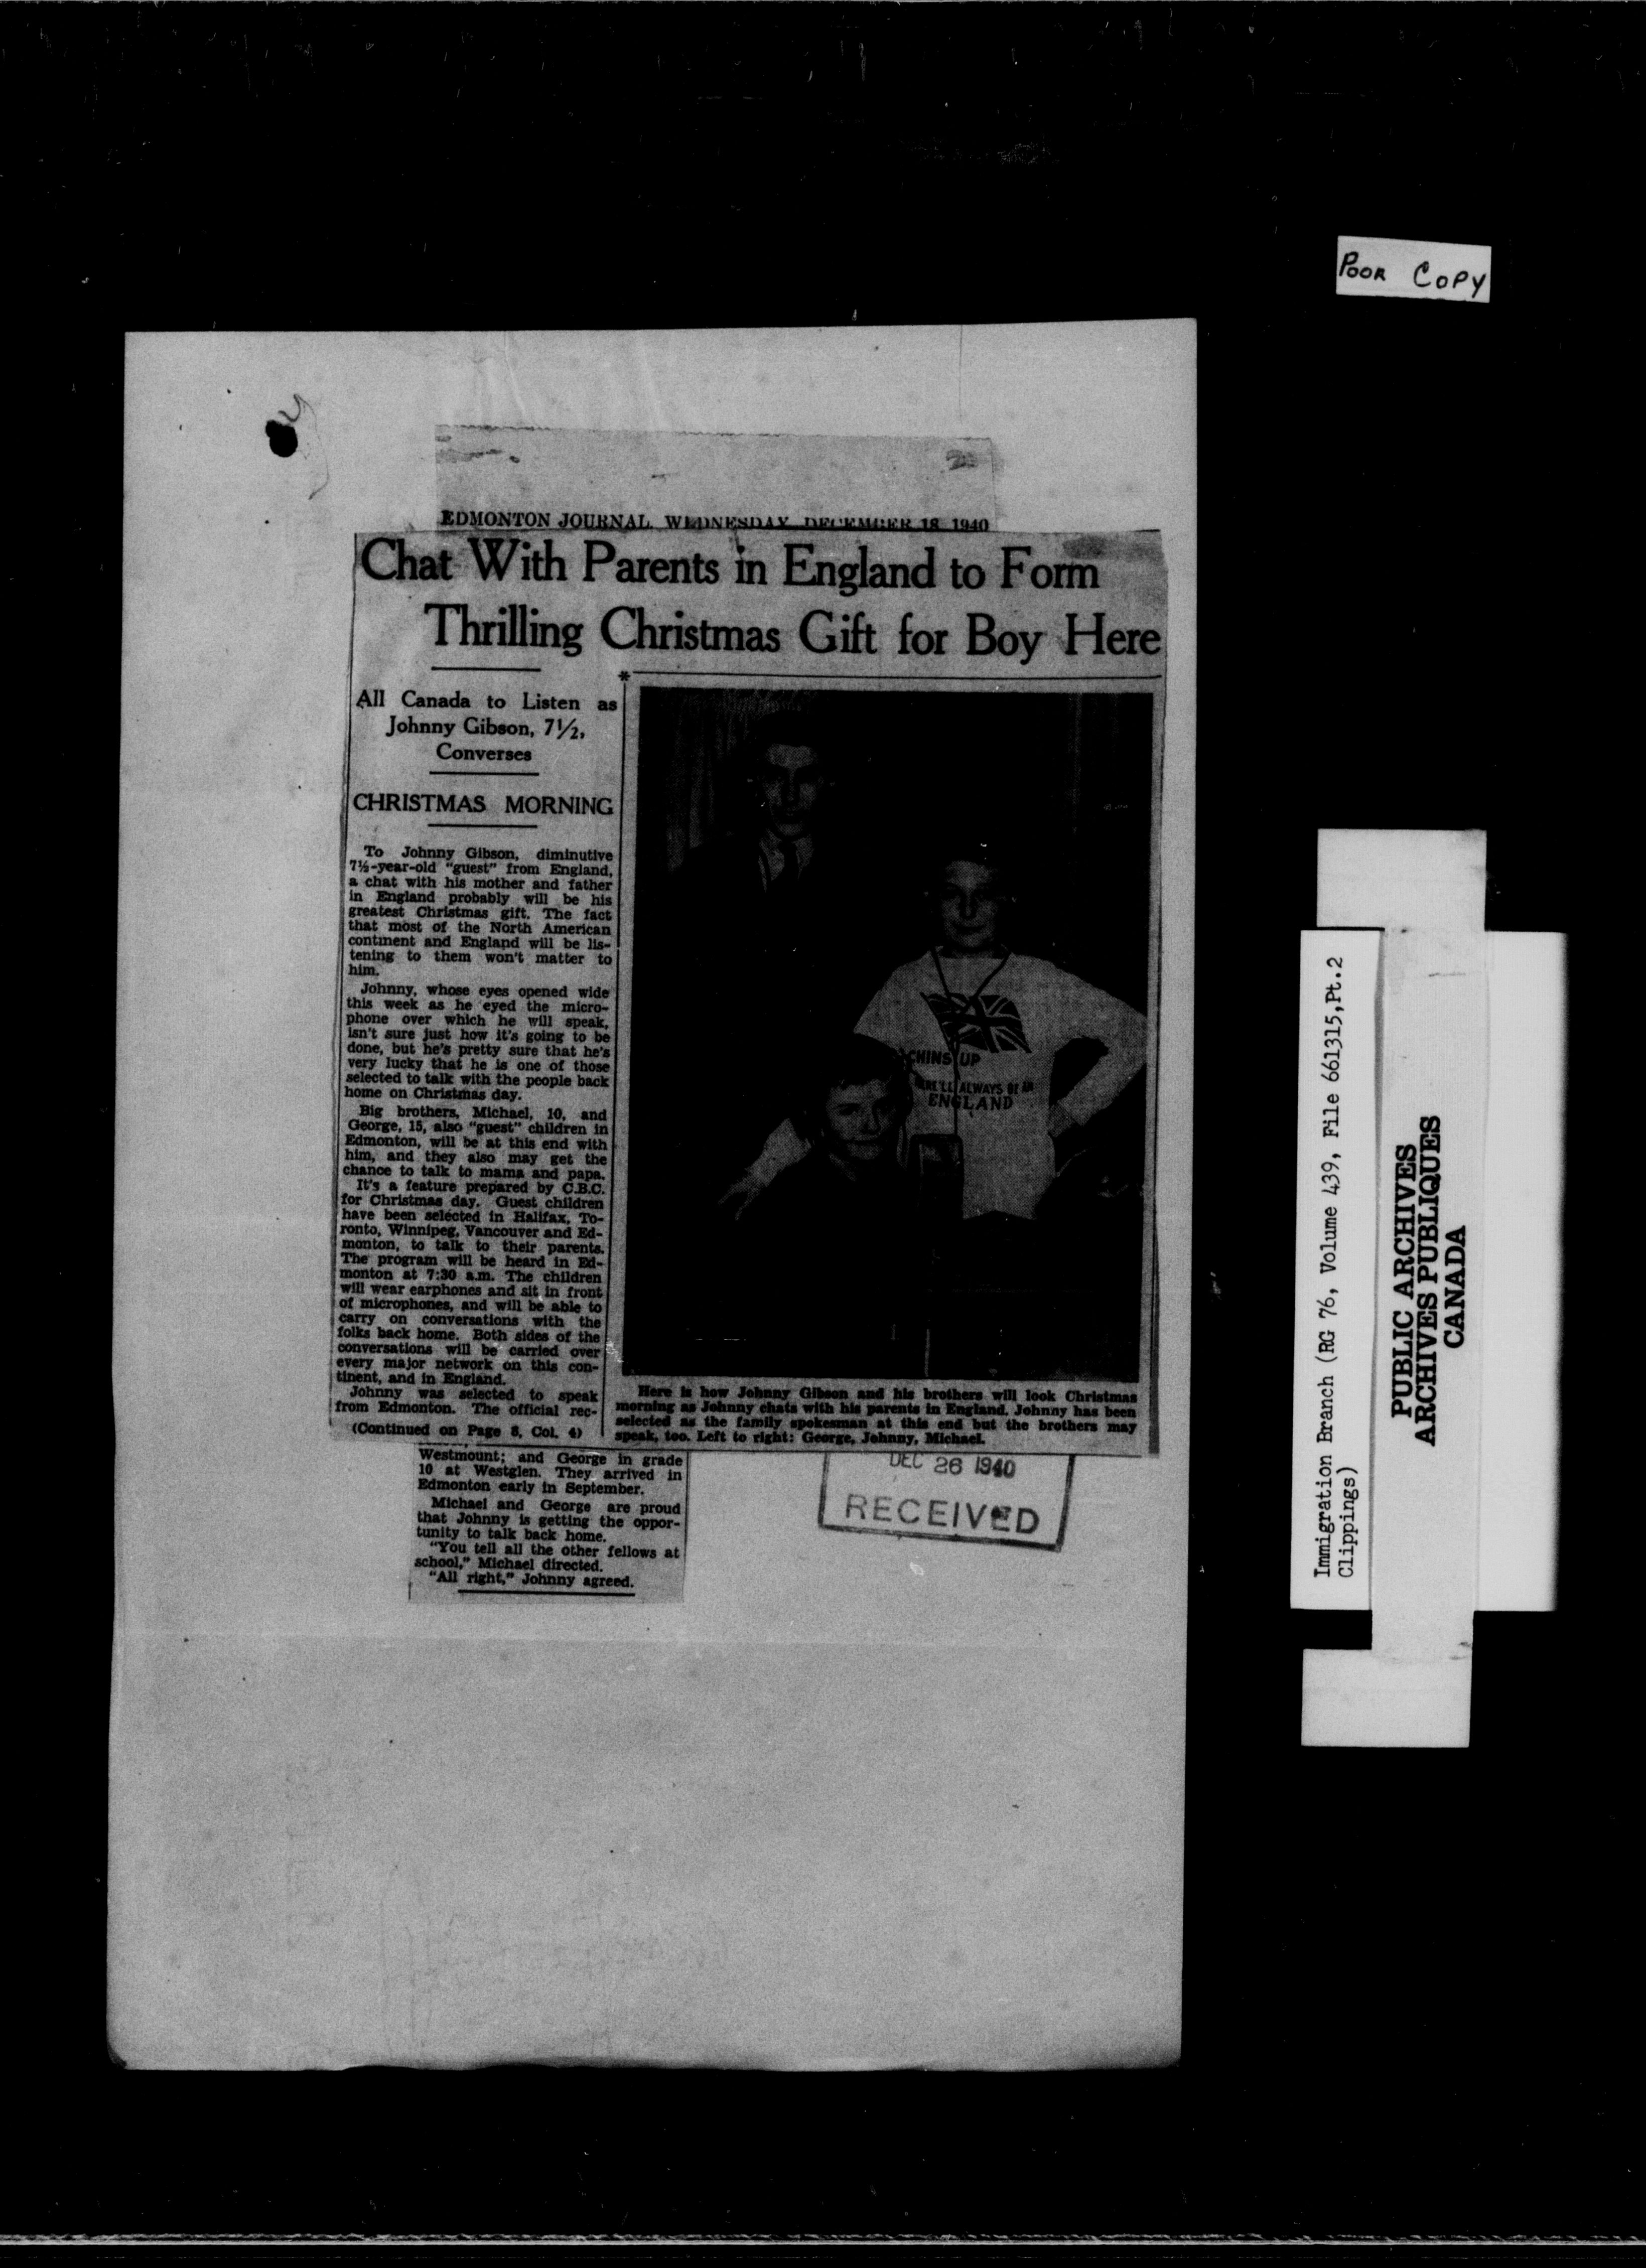 POOR COPY
EDMONTON JOURNAL, WEDNESDAY, DECEMBER 18, 1940
Chat With Parents in England to Form
Thrilling Christmas Gift for Boy Here
All Canada to Listen as
Johnny Gibson, 7½,
Converses
CHRISTMAS MORNING
To Johnny Gibson, diminutive
7½-year-old "guest" from England,
a chat with his mother and father
in England probably will be his
greatest Christmas gift. The fact
that most of the North American
continent and England will be lis-
tening to them won't matter to
him.
Johnny, whose eyes opened wide
this week as he eyed the micro-
phone over which he will speak,
isn't sure just how it's going to be
done, but he's pretty sure that he's
very lucky that he is one of those
selected to talk with the people back
home on Christmas day.
Big brothers, Michael, 10, and
George, 15, also "guest" children in
Edmonton, will be at this end with
him, and they also may get the
chance to talk to mama and papa.
It's a feature prepared by C.B.C.
for Christmas day. Guest children
have been selected in Halifax, To-
ronto, Winnipeg, Vancouver and Ed-
monton, to talk to their parents.
The program will be heard in Ed-
monton at 7:30 a.m. The children
will wear earphones and sit in front
of microphones, and will be able to
carry on conversations with the
folks back home. Both sides of the
conversations will be carried over
every major network on this con-
tinent, and in England.
Johnny was selected to speak
from Edmonton. The official rec-
(Continued on Page 8, Col. 4)
Westmount; and George in grade
10 at Westglen. They arrived in
Edmonton early in September.
Michael and George are proud
that Johnny is getting the oppor-
tunity to talk back home.
"You tell all the other fellows at
school," Michael directed.
"All right," Johnny agreed.
*
CHINS UP
THERE'LL ALWAYS BE AN
ENGLAND
Here is how Johnny Gibson and his brothers will look Christmas
morning as Johnny chats with his parents in England. Johnny has been
selected as the family spokesman at this end but the brothers may
speak, too. Left to right: George, Johnny, Michael.
DEC 26 1940
RECEIVED
Immigration Branch (RG 76, Volume 439, File 661315, Pt.2
Clippings)
PUBLIC ARCHIVES
ARCHIVES PUBLIQUES
CANADA